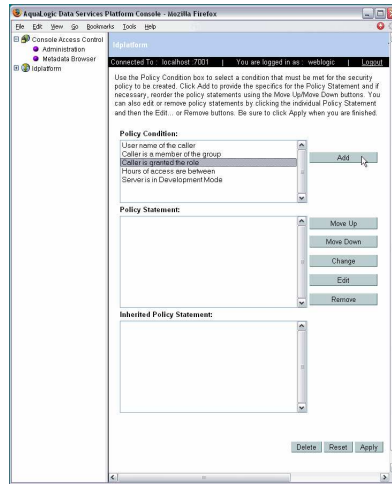 AquaLogic Data Services Platform Console - Mozilla Firefox
File Edit View Go Bookmarks Tools Help
Console Access Control
Administration
Metadata Browser
ldplatform
ldplatform
Connected To : localhost :7001 | You are logged in as : weblogic | Logout
Use the Policy Condition box to select a condition that must be met for the security
policy to be created. Click Add to provide the specifics for the Policy Statement and if
necessary, reorder the policy statements using the Move Up/Move Down buttons. You
can also edit or remove policy statements by clicking the individual Policy Statement
and then the Edit... or Remove buttons. Be sure to click Apply when you are finished.
Policy Condition:
User name of the caller
Caller is a member of the group
Caller is granted the role
Hours of access are between
Server is in Development Mode
Add
Policy Statement:
Move Up
Move Down
Change
Edit
Remove
Inherited Policy Statement:
Delete Reset Apply